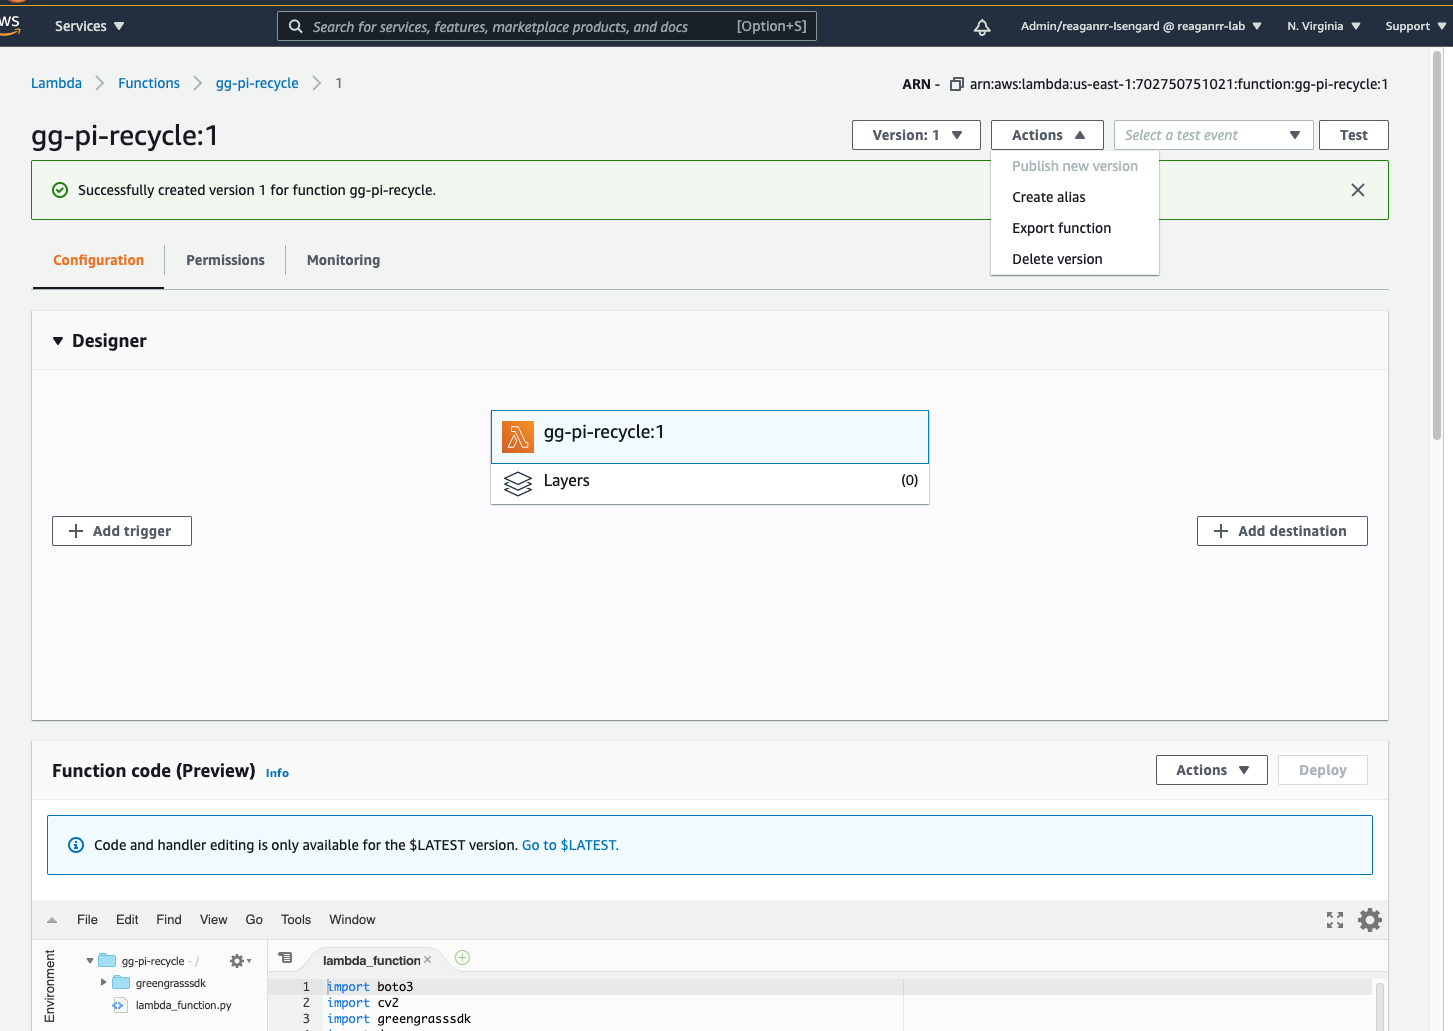 WS
Services
Search for services, features, marketplace products, and docs [Option+S]
Admin/reaganrr-Isengard @ reaganrr-lab
N. Virginia
Support
Lambda
Functions
gg-pi-recycle
1
ARN - arn:aws:lambda:us-east-1:702750751021:function:gg-pi-recycle:1
gg-pi-recycle:1
Version: 1
Actions
Select a test event
Test
Publish new version
Create alias
Export function
Delete version
Successfully created version 1 for function gg-pi-recycle.
Configuration
Permissions
Monitoring
Designer
gg-pi-recycle:1
Layers (0)
+ Add trigger
+ Add destination
Function code (Preview) Info
Actions
Deploy
Code and handler editing is only available for the $LATEST version. Go to $LATEST.
File Edit Find View Go Tools Window
Environment
gg-pi-recycle - /
greengrasssdk
lambda_function.py
lambda_function
1 import boto3
2 import cv2
3 import greengrasssdk